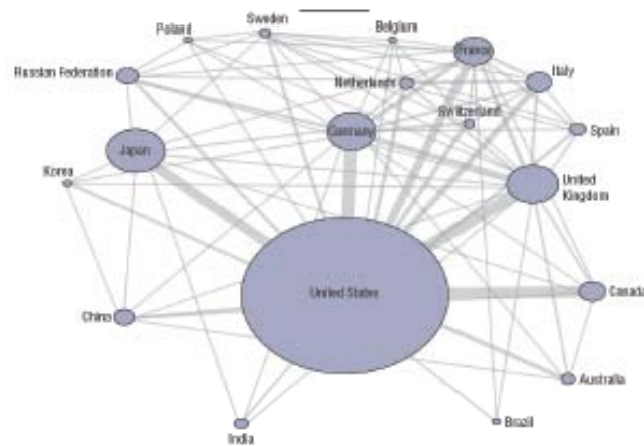 Sweden
Poland
Belgium
France
Russian Federation
Netherlands
Italy
Germany
Switzerland
Spain
Japan
Korea
United
Kingdom
United States
Canada
China
Australia
Brazil
India